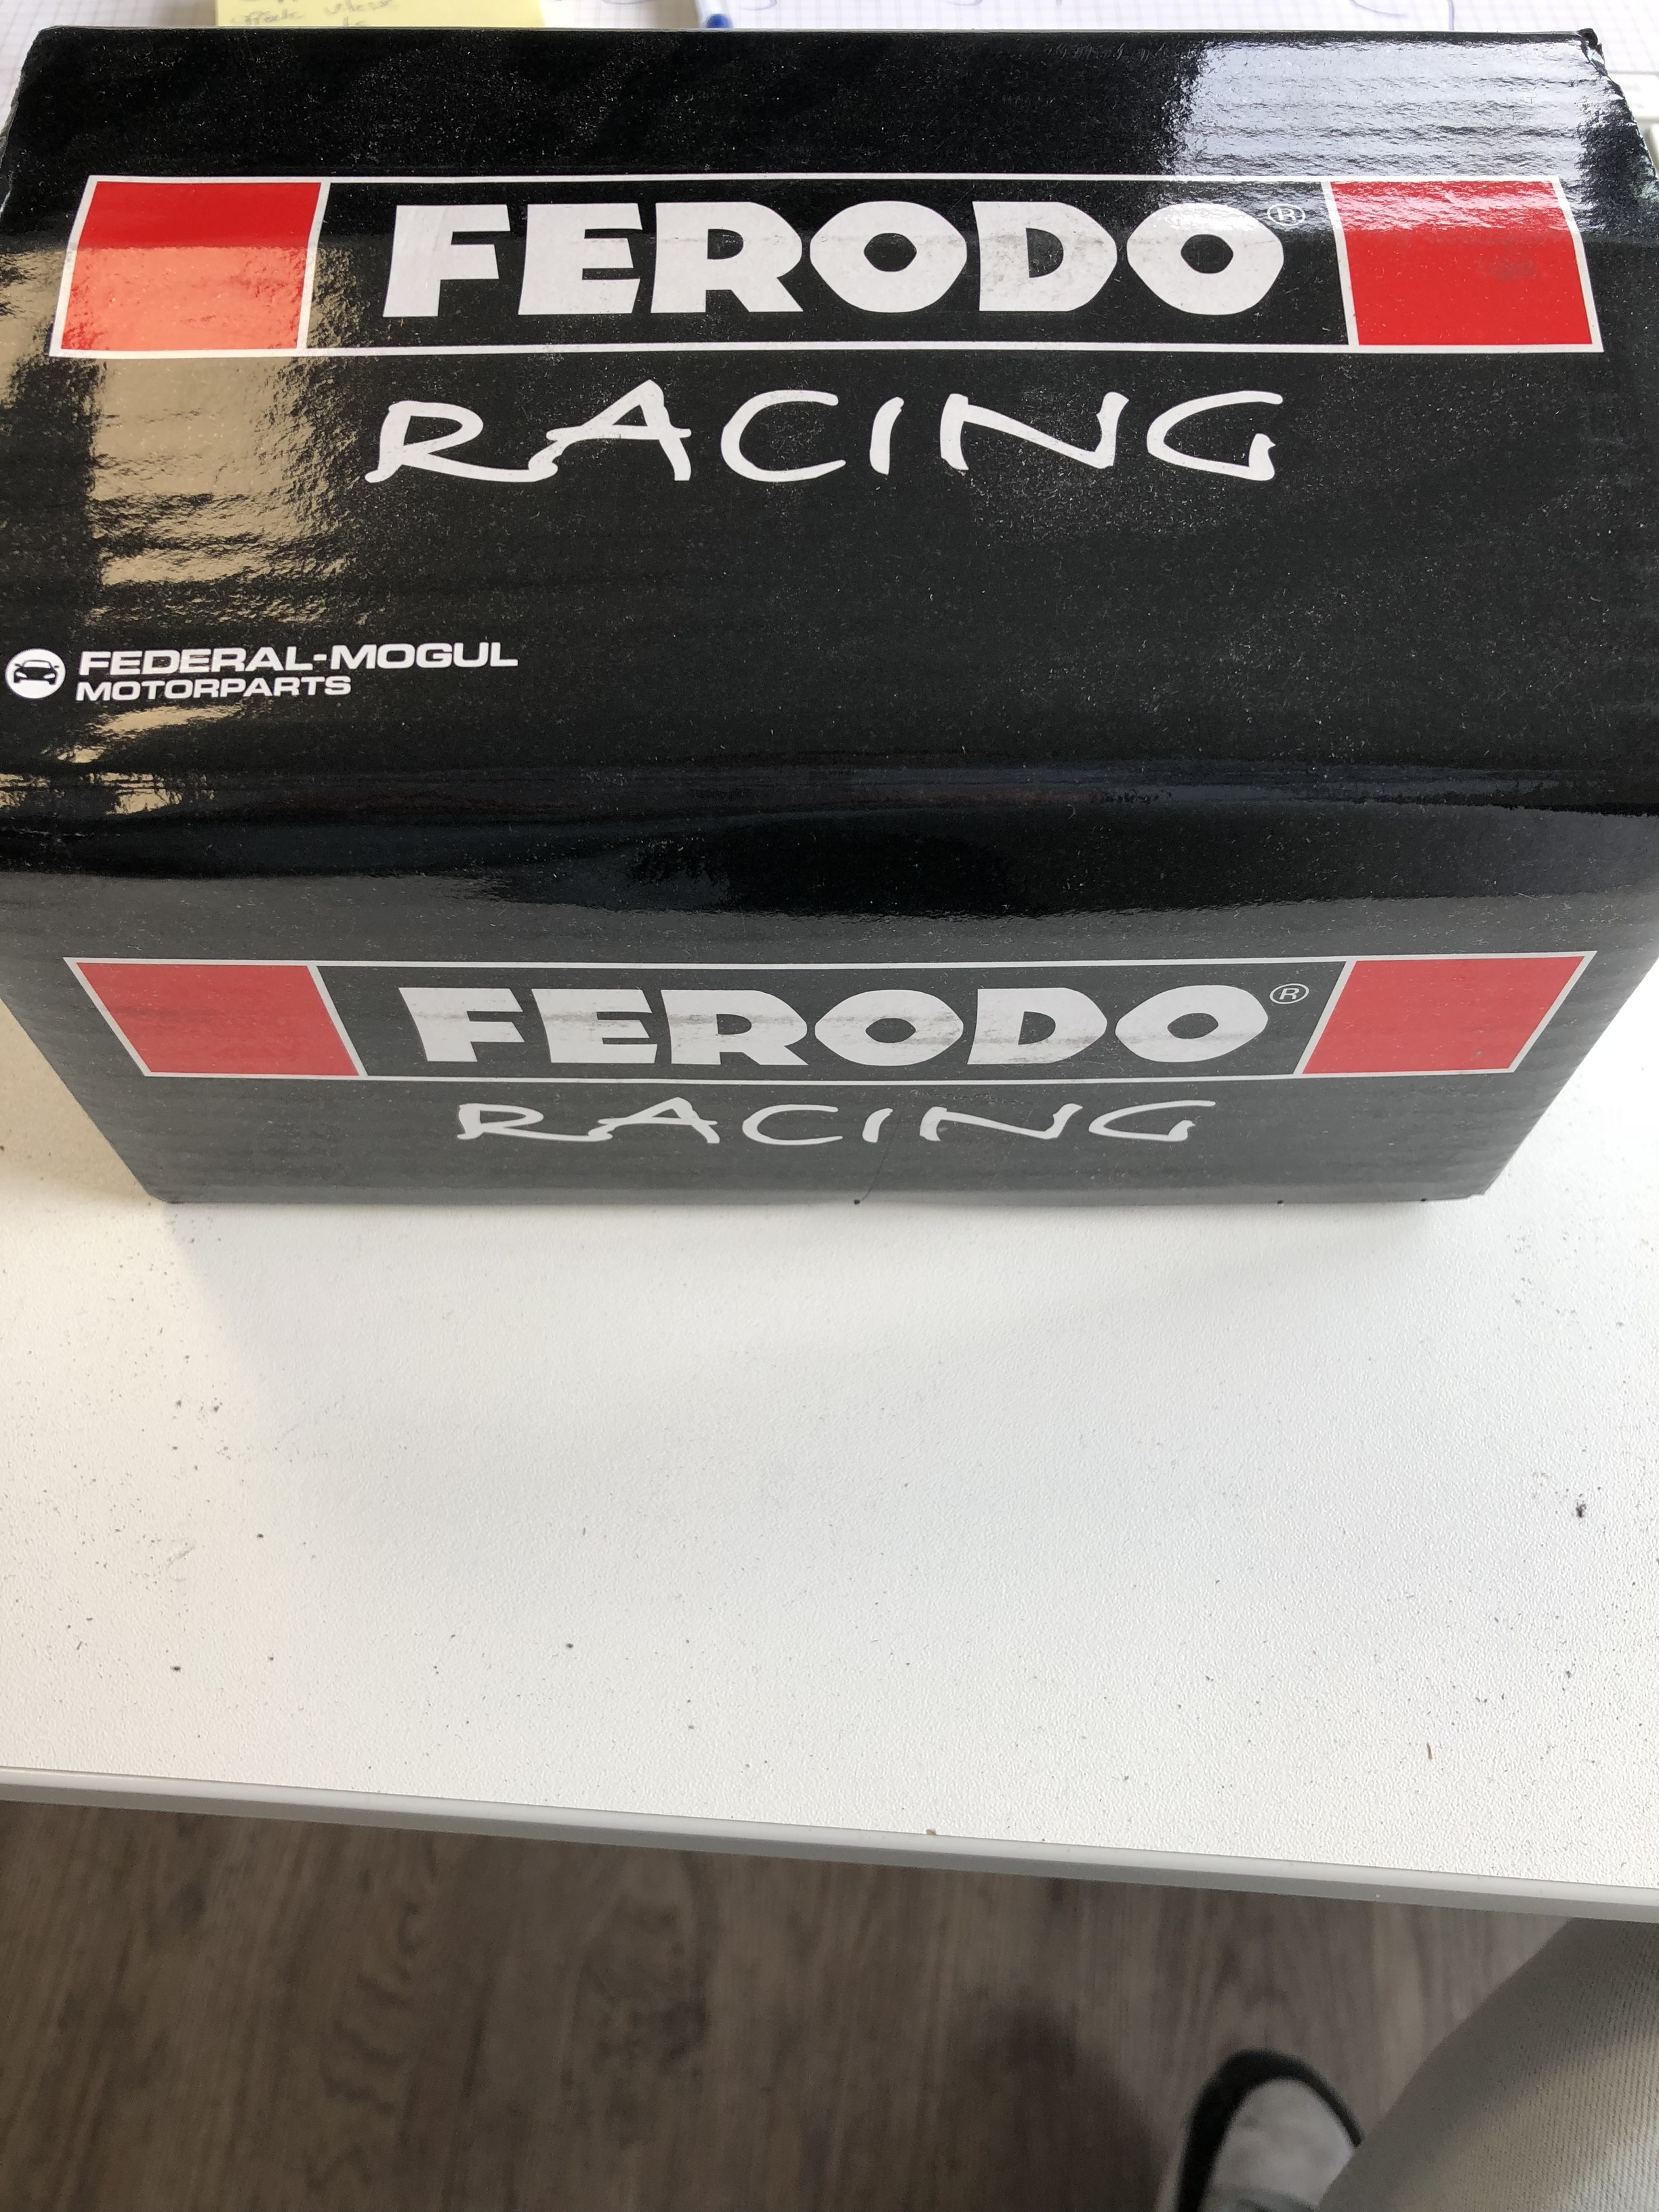 FERODO®
RACING
FEDERAL-MOGUL
MOTORPARTS
FERODO®
RACING